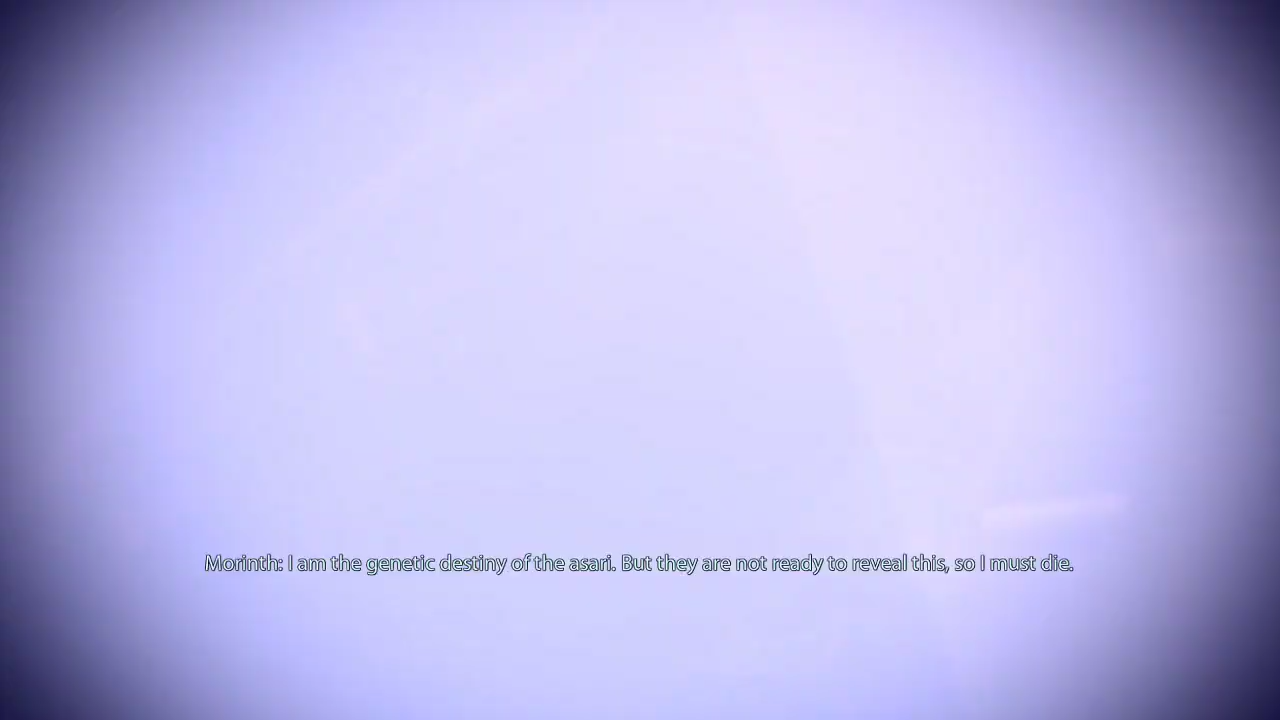 Morinth: I am the genetic destiny of the asari. But they are not ready to reveal this, so I must die.